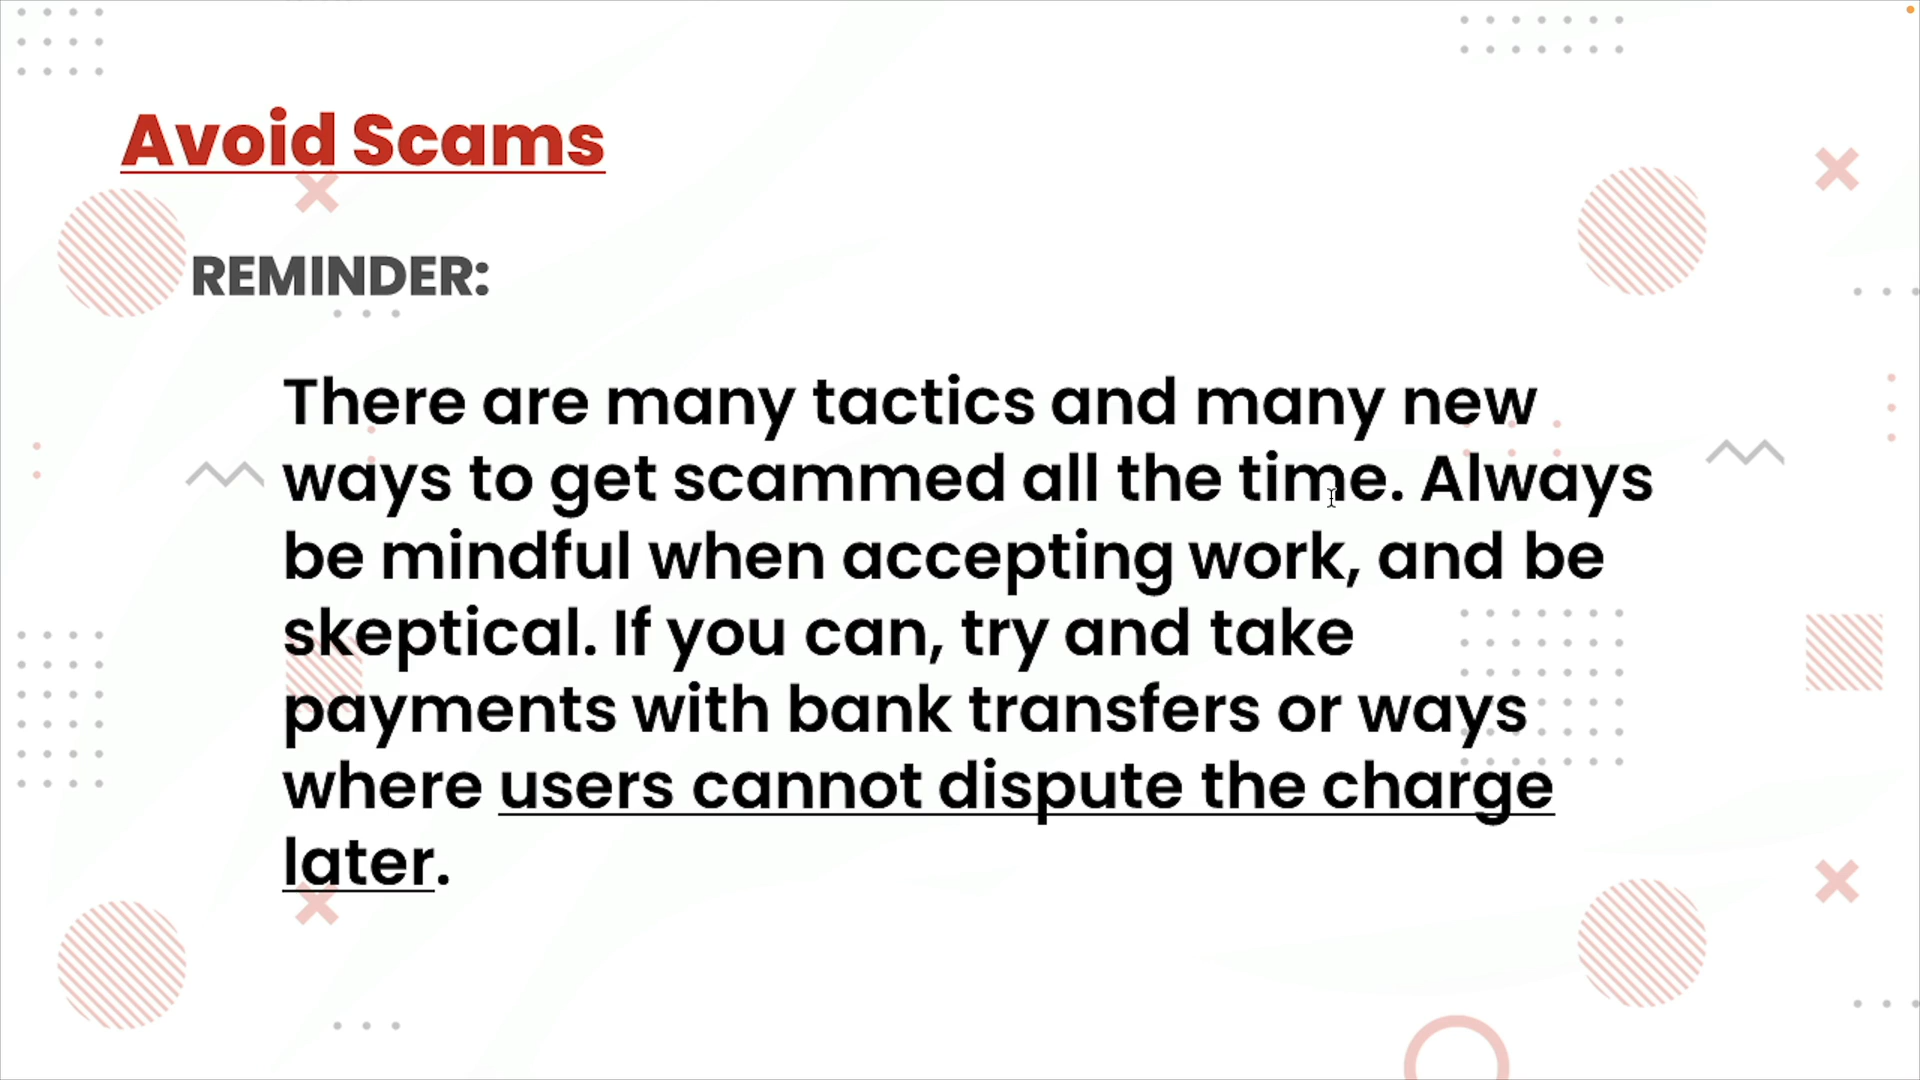 Avoid Scams
REMINDER:
There are many tactics and many new
ways to get scammed all the time. Always
be mindful when accepting work, and be
skeptical. If you can, try and take
payments with bank transfers or ways
where users cannot dispute the charge
later.